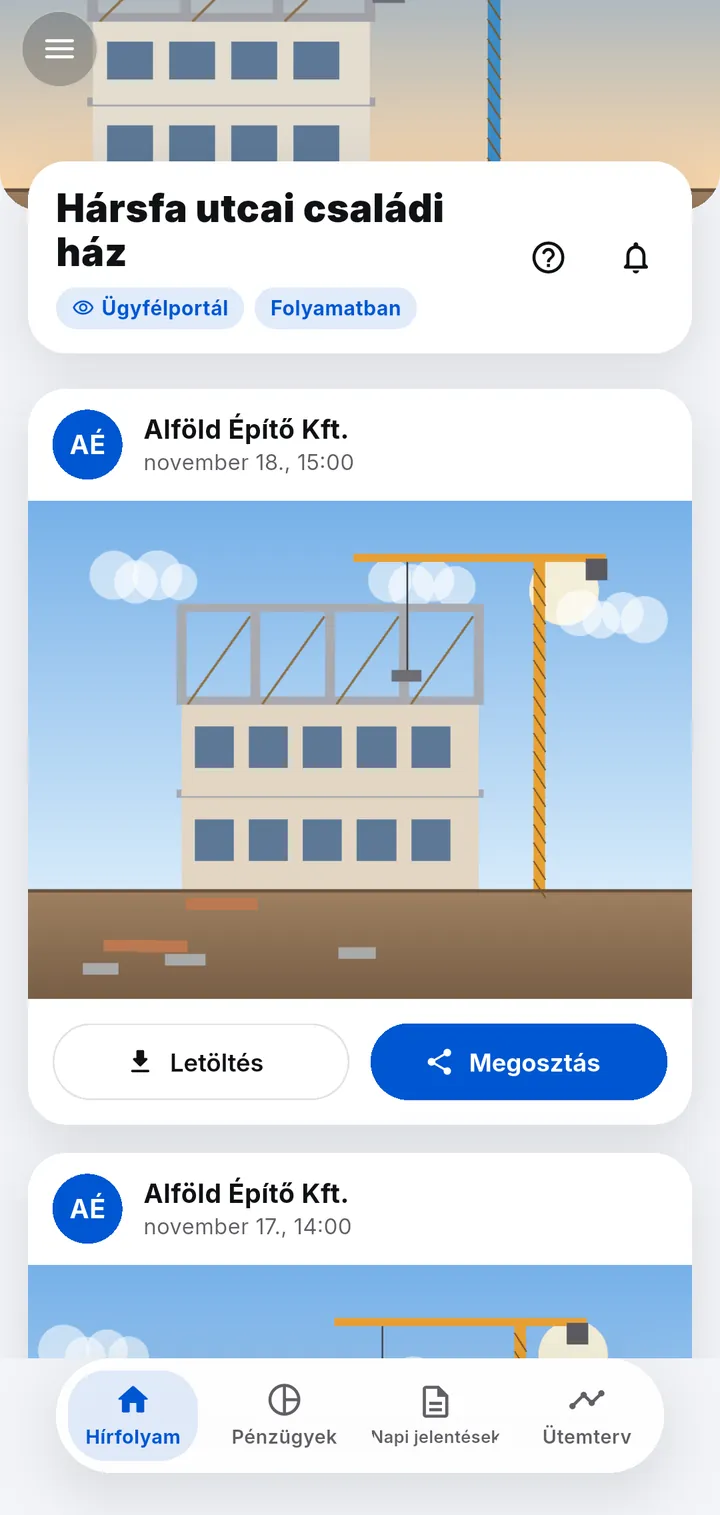 Hársfa utcai családi
ház
Ügyfélportál
Folyamatban
AÉ
Alföld Építő Kft.
november 18., 15:00
Letöltés
Megosztás
AÉ
Alföld Építő Kft.
november 17., 14:00
Hírfolyam
Pénzügyek
Napi jelentések
Ütemterv